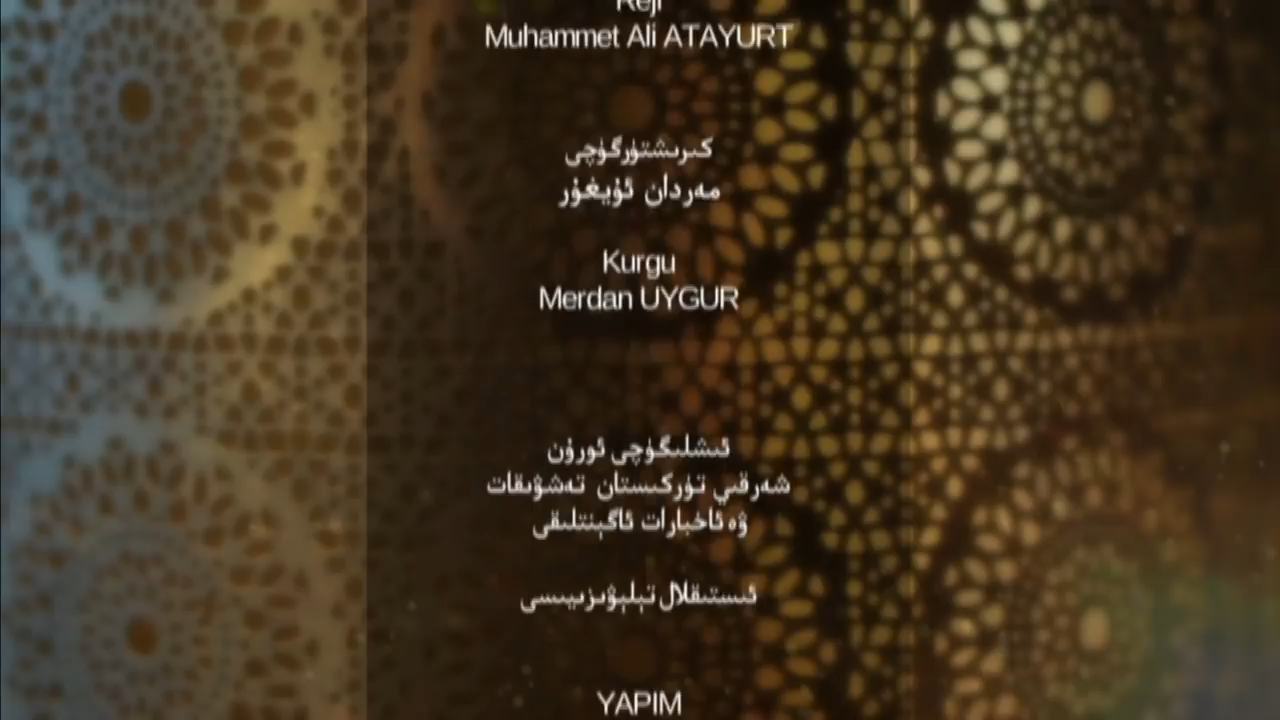 Reji
Muhammet Ali ATAYURT
كىرىشتۈرگۈچى
مەردان ئۇيغۇر
Kurgu
Merdan UYGUR
ئىشلىگۈچى ئورۇن
شەرقىي تۈركىستان تەشۋىقات
ۋە ئاخبارات ئاگېنتلىقى
ئىستىقلال تېلېۋىزىيىسى
YAPIM